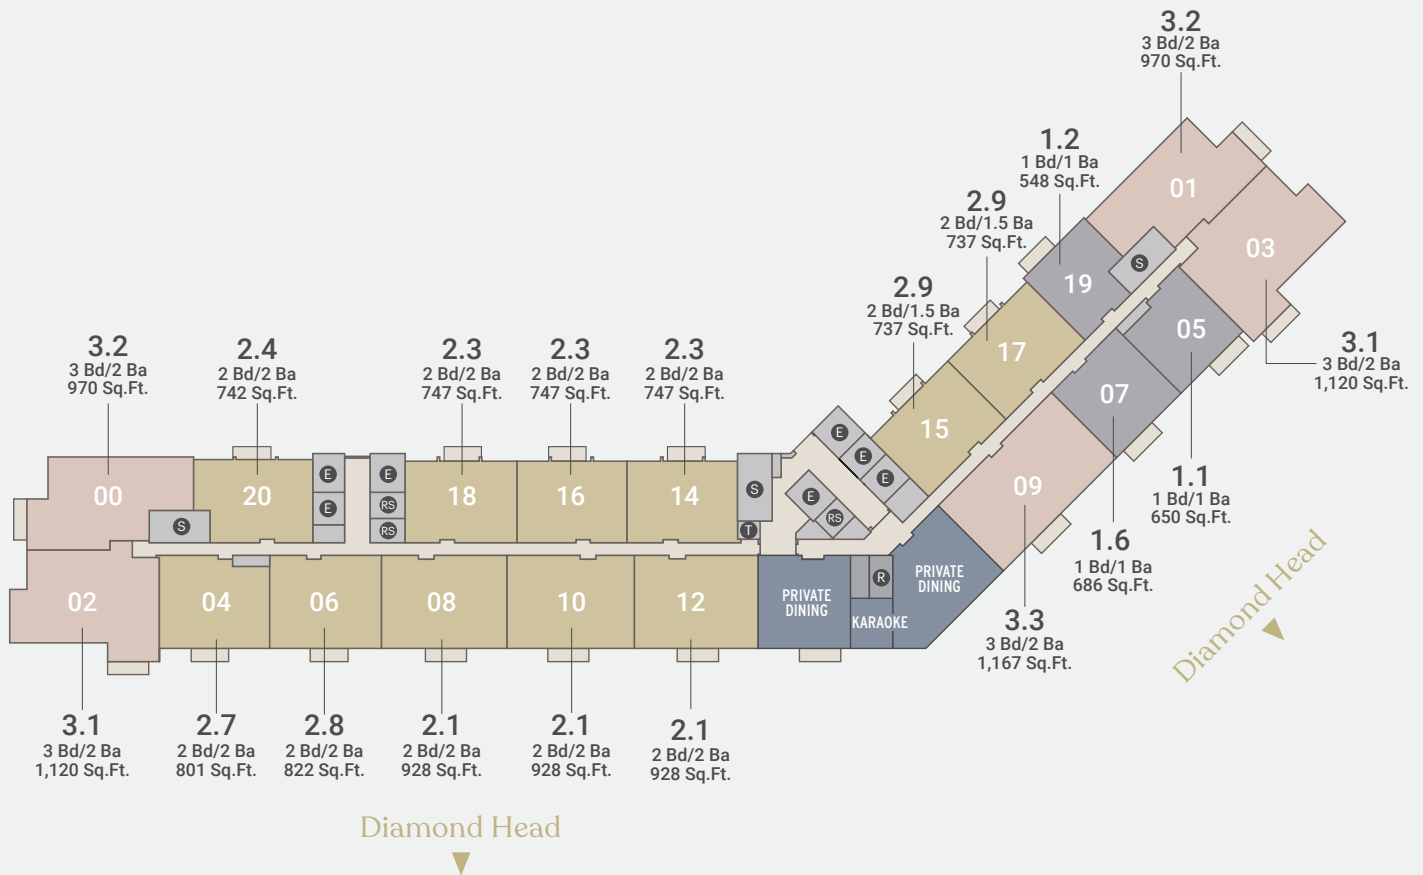 3.2
3 Bd/2 Ba
970 Sq.Ft.
1.2
1 Bd/1 Ba
548 Sq.Ft.
2.9
2 Bd/1.5 Ba
737 Sq.Ft.
2.9
2 Bd/1.5 Ba
737 Sq.Ft.
01
03
19
S
05
17
07
15
09
3.1
3 Bd/2 Ba
1,120 Sq.Ft.
1.1
1 Bd/1 Ba
650 Sq.Ft.
1.6
1 Bd/1 Ba
686 Sq.Ft.
3.3
3 Bd/2 Ba
1,167 Sq.Ft.
Diamond Head
3.2
3 Bd/2 Ba
970 Sq.Ft.
2.4
2 Bd/2 Ba
742 Sq.Ft.
2.3
2 Bd/2 Ba
747 Sq.Ft.
2.3
2 Bd/2 Ba
747 Sq.Ft.
2.3
2 Bd/2 Ba
747 Sq.Ft.
00
S
20
E
E
E
RS
RS
18
16
14
S
T
E
E
E
E
RS
02
04
06
08
10
12
PRIVATE
DINING
R
KARAOKE
PRIVATE
DINING
3.1
3 Bd/2 Ba
1,120 Sq.Ft.
2.7
2 Bd/2 Ba
801 Sq.Ft.
2.8
2 Bd/2 Ba
822 Sq.Ft.
2.1
2 Bd/2 Ba
928 Sq.Ft.
2.1
2 Bd/2 Ba
928 Sq.Ft.
2.1
2 Bd/2 Ba
928 Sq.Ft.
Diamond Head